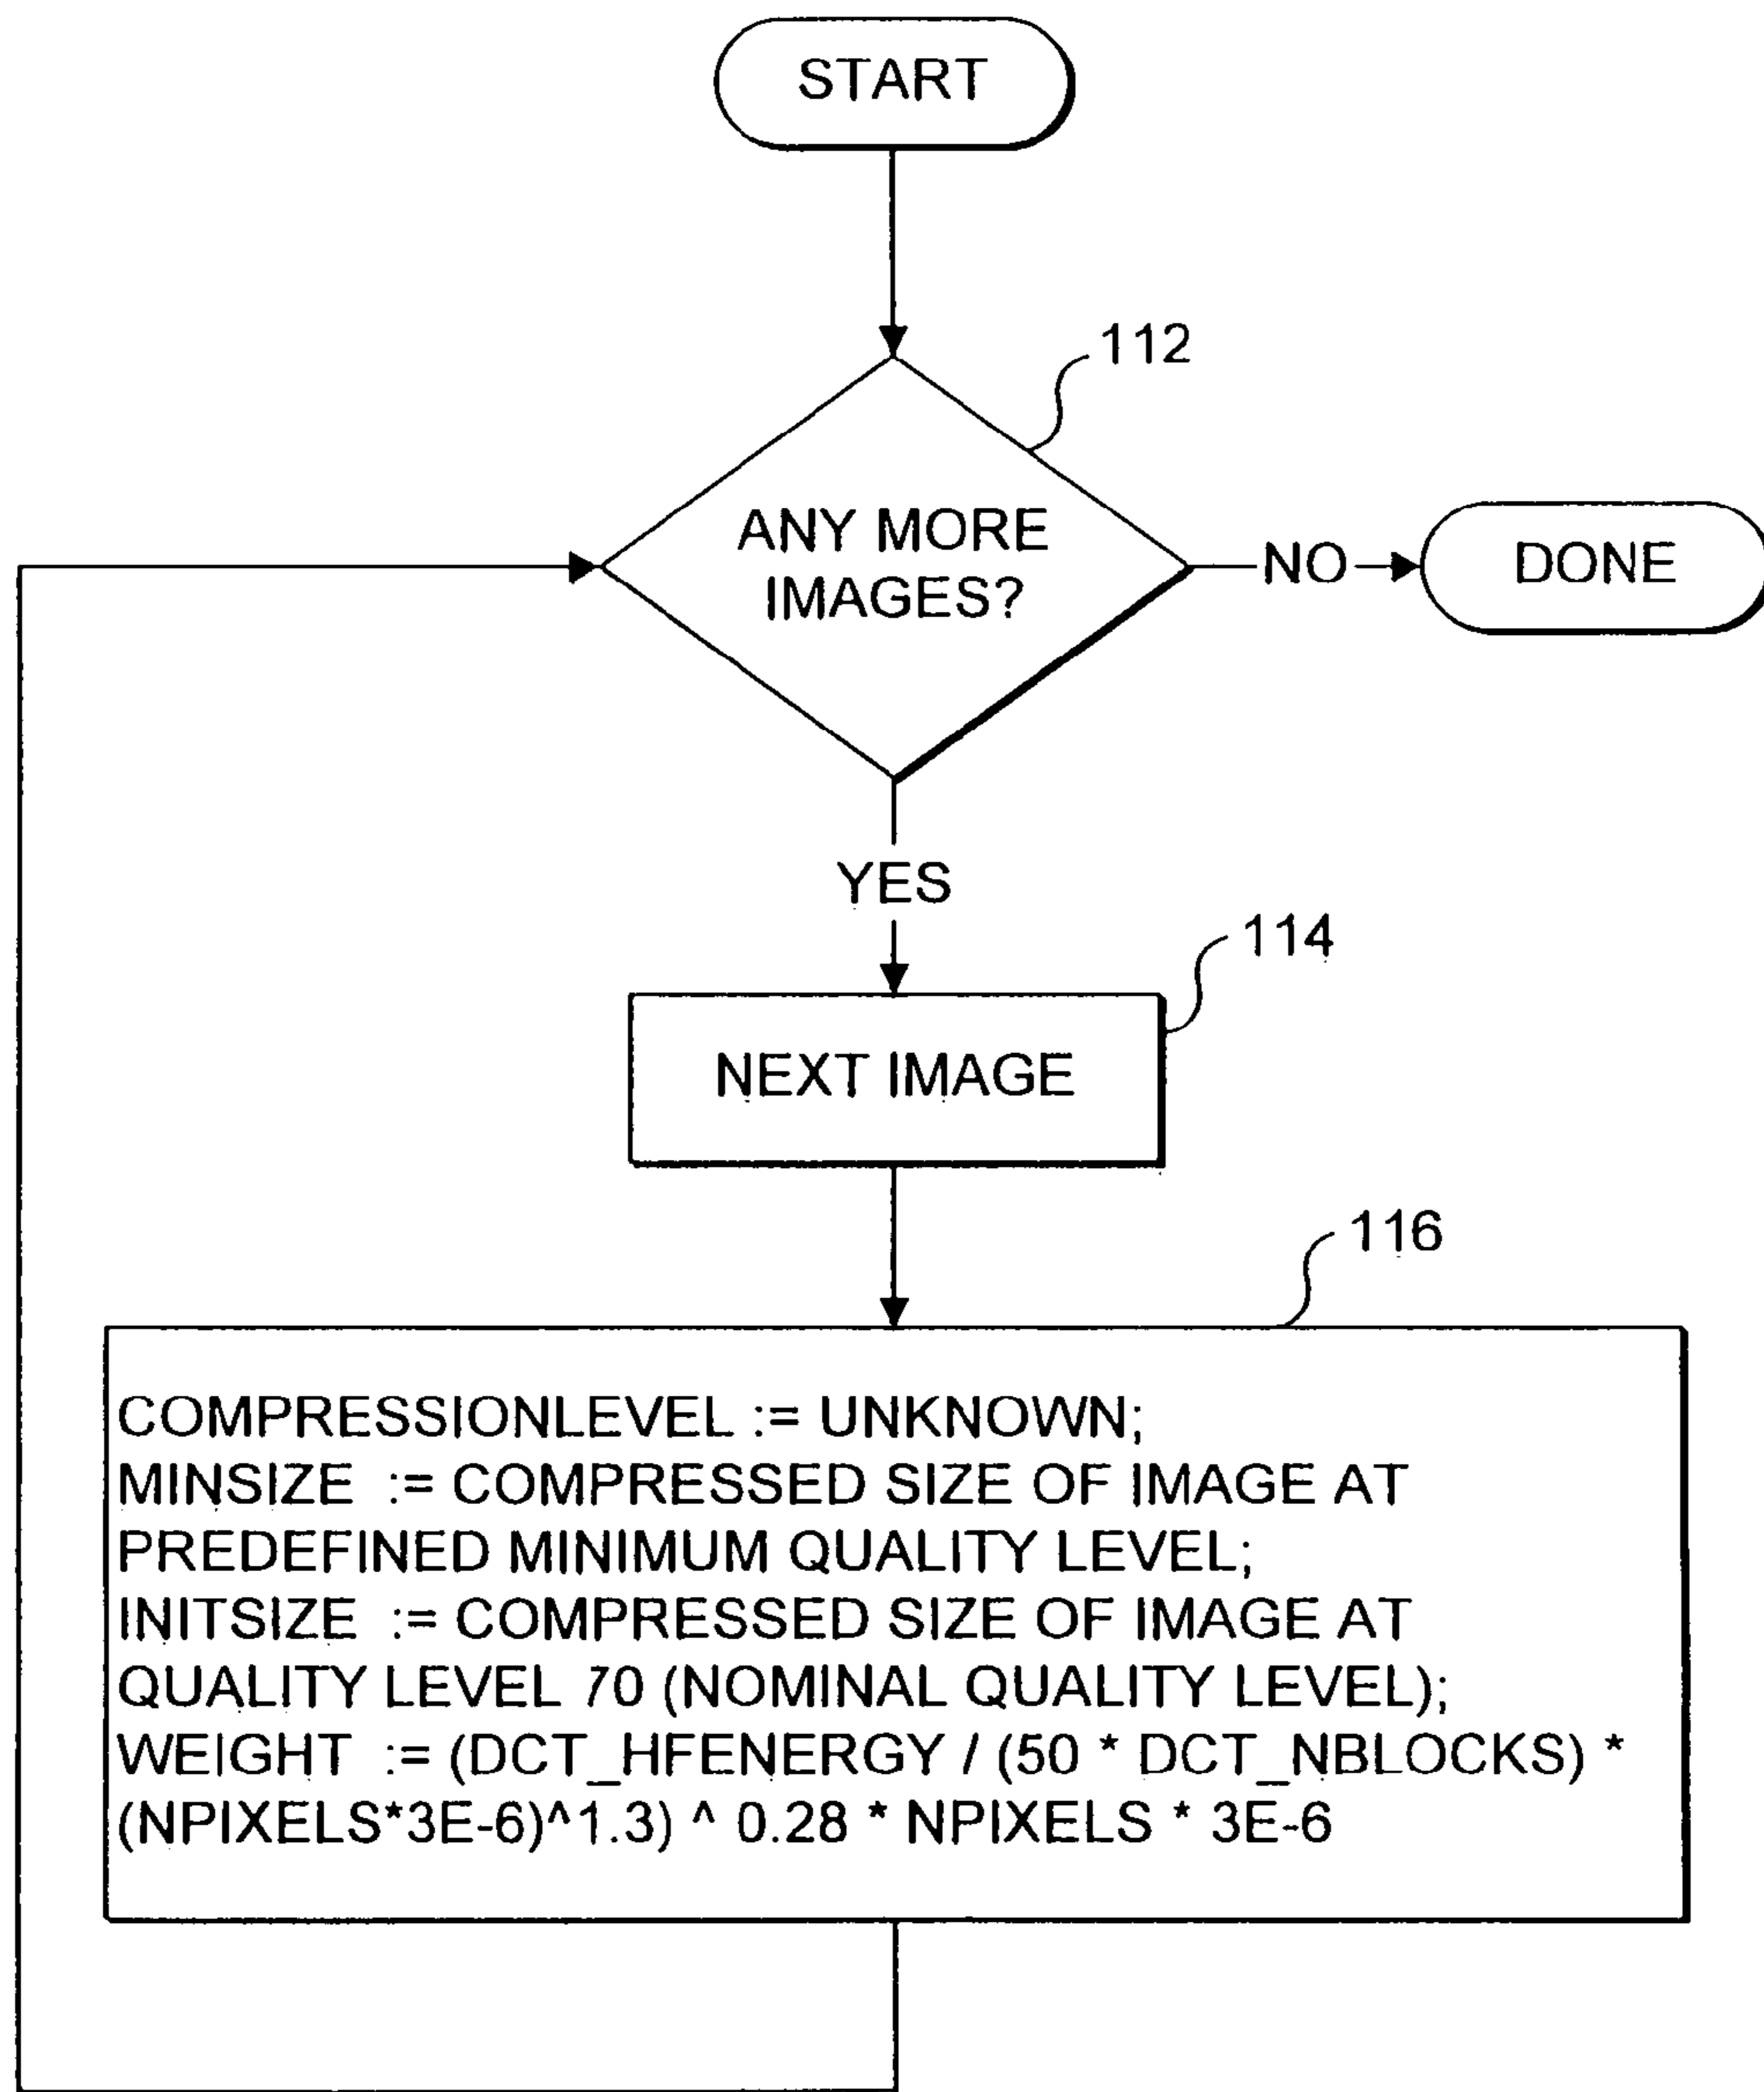 START
112
ANY MORE
IMAGES?
NO
DONE
YES
114
NEXT IMAGE
116
COMPRESSIONLEVEL := UNKNOWN;
MINSIZE := COMPRESSED SIZE OF IMAGE AT
PREDEFINED MINIMUM QUALITY LEVEL;
INITSIZE := COMPRESSED SIZE OF IMAGE AT
QUALITY LEVEL 70 (NOMINAL QUALITY LEVEL);
WEIGHT := (DCT_HFENERGY / (50 * DCT_NBLOCKS) *
(NPIXELS*3E-6)^1.3) ^ 0.28 * NPIXELS * 3E-6